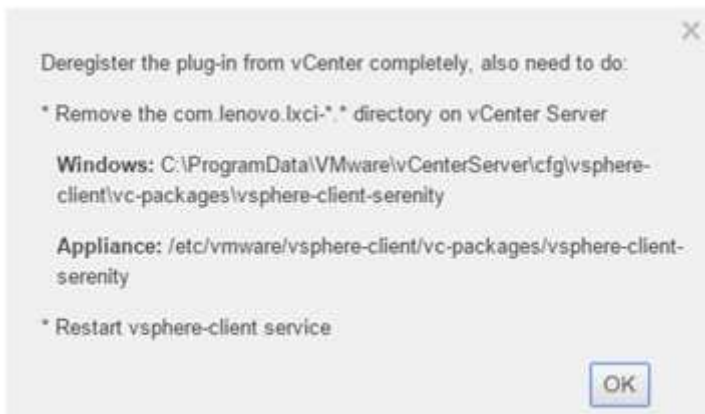 Deregister the plug-in from vCenter completely, also need to do:
* Remove the com.lenovo.lxci-*.* directory on vCenter Server
Windows: C:\ProgramData\VMware\vCenterServer\cfg\vsphere-
client\vc-packages\vsphere-client-serenity
Appliance: /etc/vmware/vsphere-client/vc-packages/vsphere-client-
serenity
* Restart vsphere-client service
OK